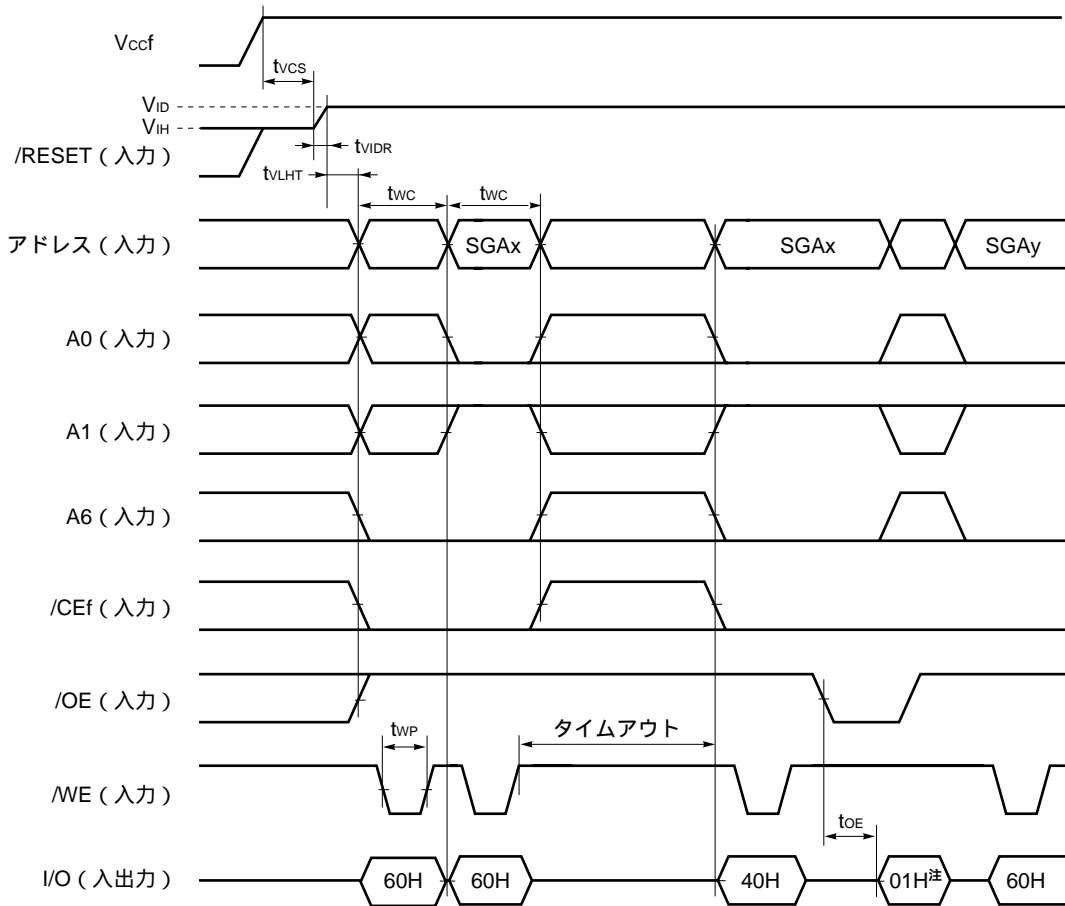 VCCf
tVCS
VID
VIH
/RESET（入力）
tVIDR
tVLHT
tWC tWC
アドレス（入力） SGAx SGAx SGAy
A0（入力）
A1（入力）
A6（入力）
/CEf（入力）
/OE（入力）
tWP タイムアウト
/WE（入力）
tOE
I/O（入出力） 60H 60H 40H 01H注 60H